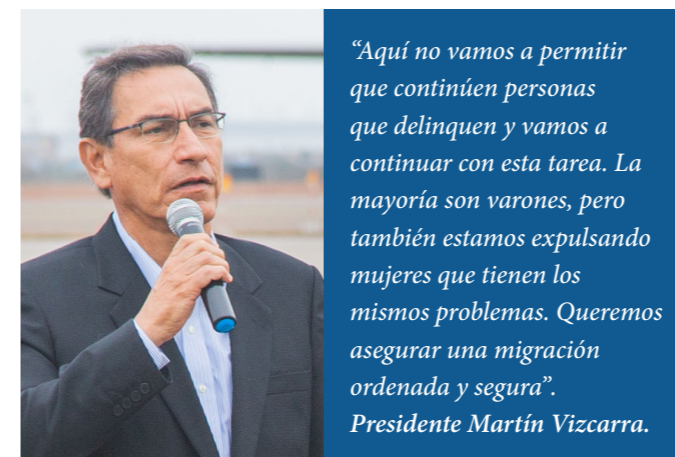 “Aquí no vamos a permitir
que continúen personas
que delinquen y vamos a
continuar con esta tarea. La
mayoría son varones, pero
también estamos expulsando
mujeres que tienen los
mismos problemas. Queremos
asegurar una migración
ordenada y segura”.
Presidente Martín Vizcarra.